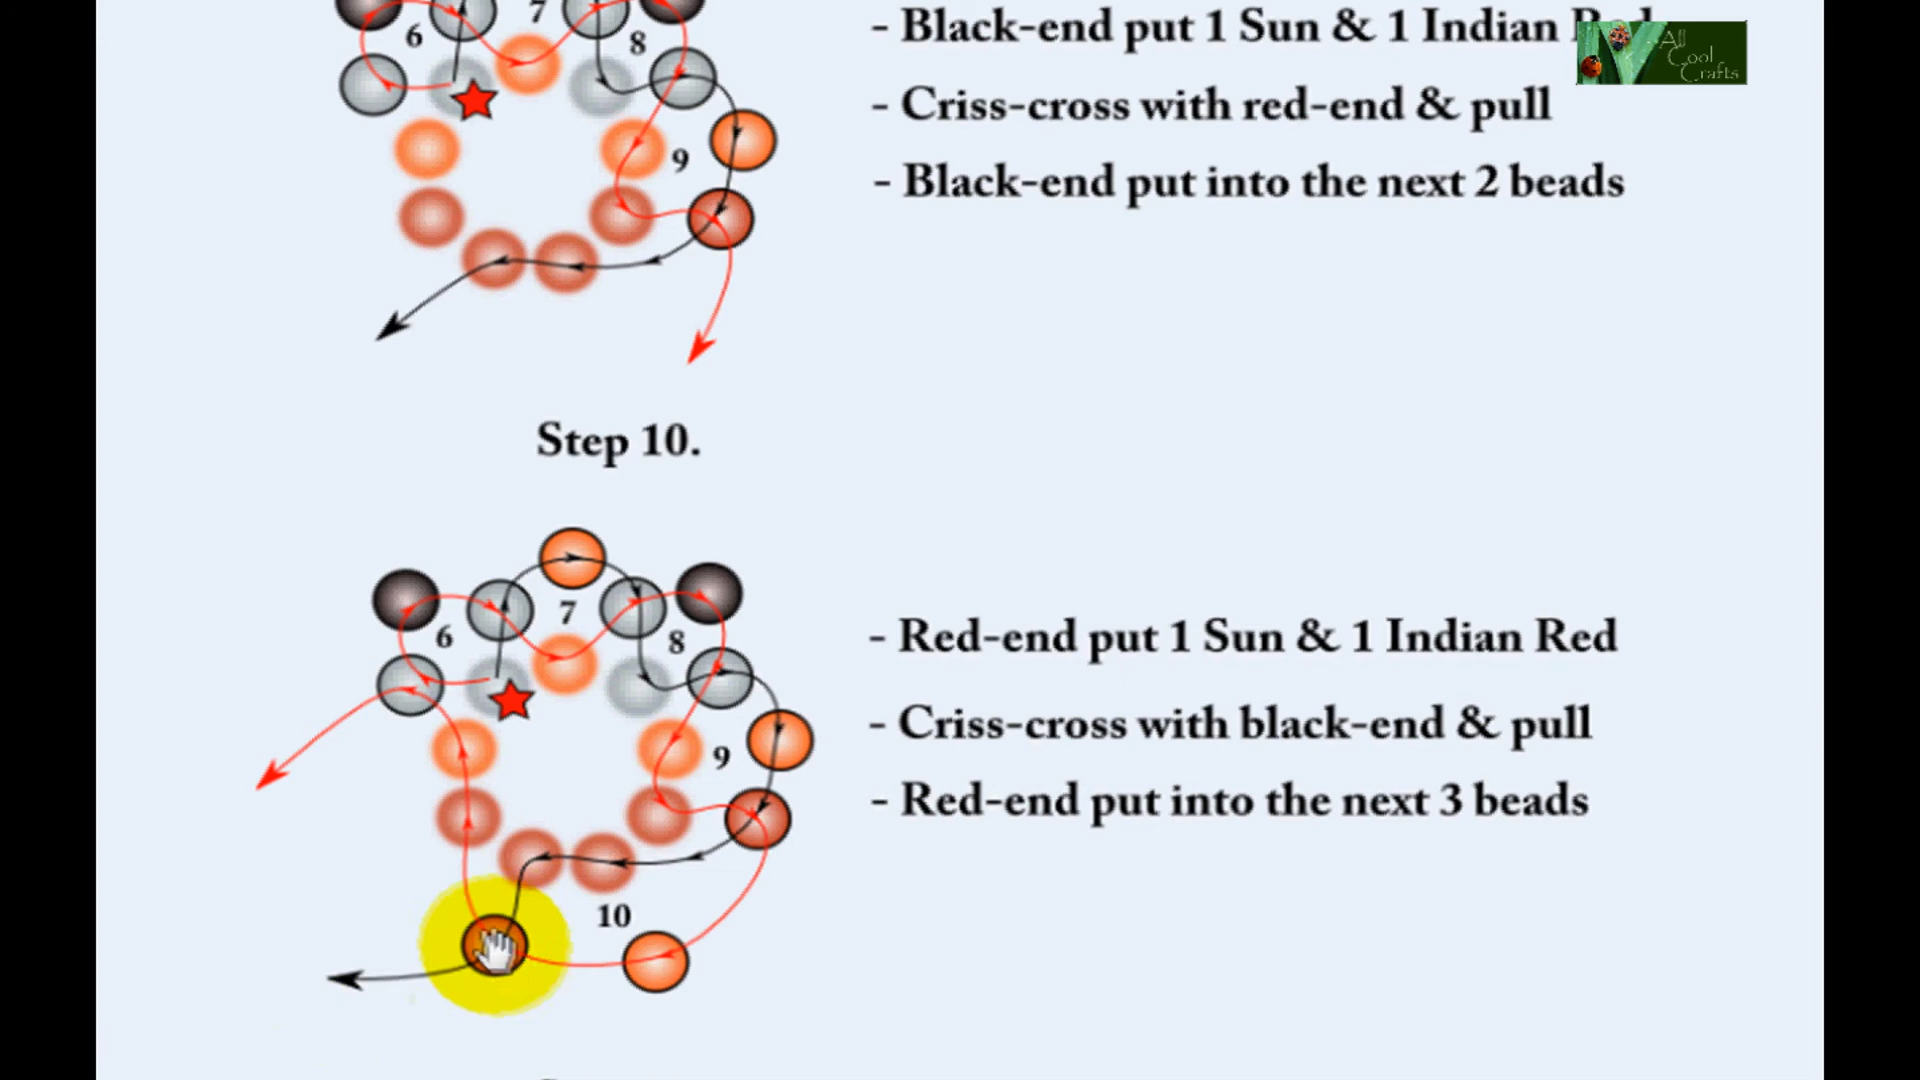 6
7
8
9
- Black-end put 1 Sun & 1 Indian Red
All
Cool
Crafts
- Criss-cross with red-end & pull
- Black-end put into the next 2 beads
Step 10.
6
7
8
9
10
- Red-end put 1 Sun & 1 Indian Red
- Criss-cross with black-end & pull
- Red-end put into the next 3 beads